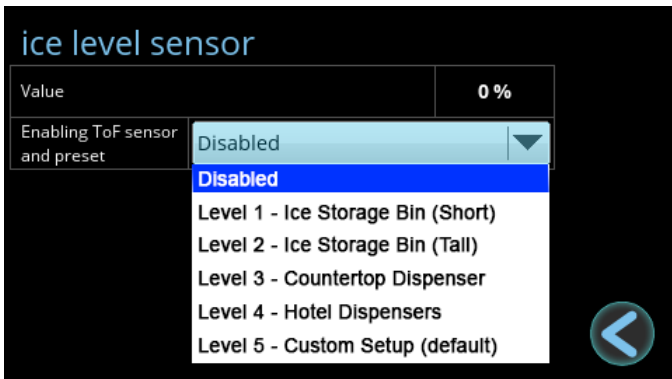 ice level sensor
Value
0 %
Enabling ToF sensor
and preset
Disabled
Disabled
Level 1 - Ice Storage Bin (Short)
Level 2 - Ice Storage Bin (Tall)
Level 3 - Countertop Dispenser
Level 4 - Hotel Dispensers
Level 5 - Custom Setup (default)